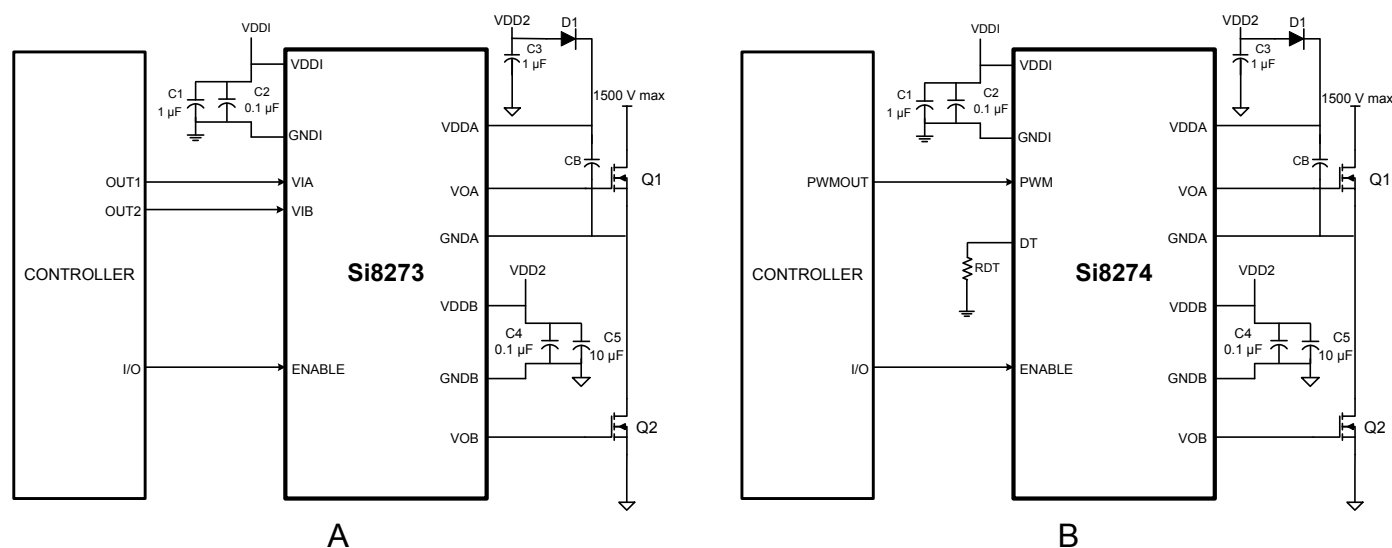 VDDI
VDD2
D1
C3
1 µF
1500 V max
C1
1 µF
C2
0.1 µF
VDDI
GNDI
VDDA
CB
OUT1
VIA
VOA
Q1
OUT2
VIB
GNDA
CONTROLLER
Si8273
VDD2
VDDB
C4
0.1 µF
C5
10 µF
I/O
ENABLE
GNDB
VOB
Q2
A
VDDI
VDD2
D1
C3
1 µF
1500 V max
C1
1 µF
C2
0.1 µF
VDDI
GNDI
VDDA
CB
PWMOUT
PWM
VOA
Q1
DT
GNDA
RDT
CONTROLLER
Si8274
VDD2
VDDB
C4
0.1 µF
C5
10 µF
I/O
ENABLE
GNDB
VOB
Q2
B